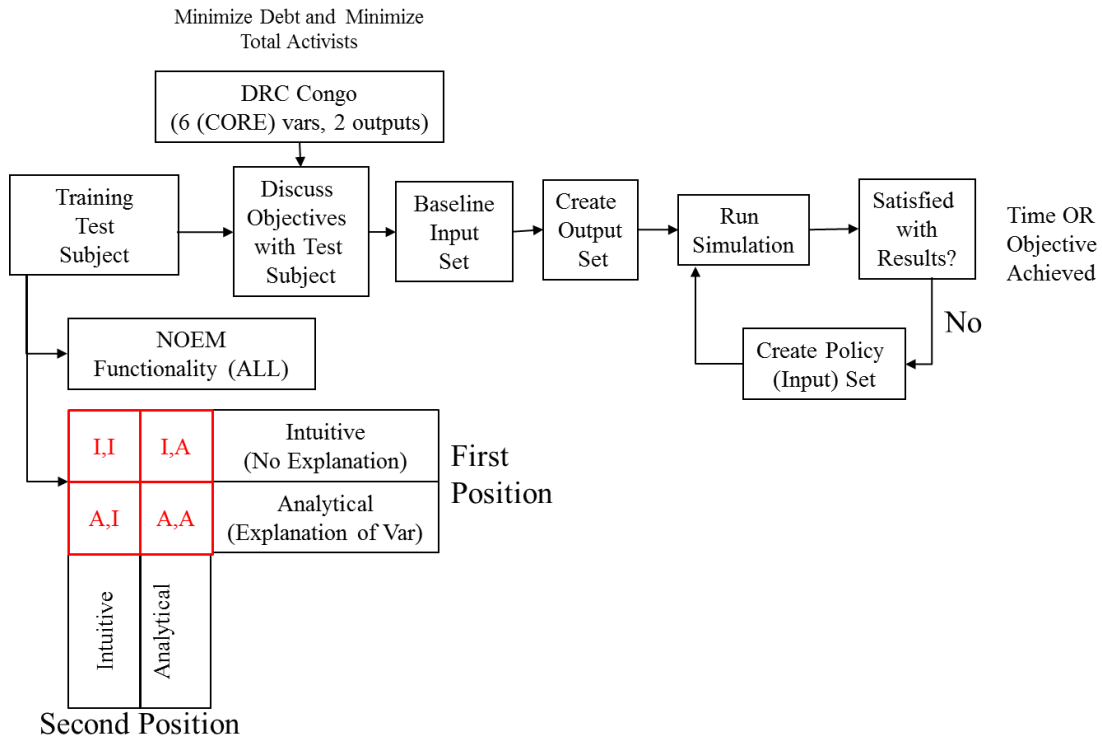 Minimize Debt and Minimize
Total Activists
DRC Congo
(6 (CORE) vars, 2 outputs)
Training
Test
Subject
Discuss
Objectives
with Test
Subject
Baseline
Input
Set
Create
Output
Set
Run
Simulation
Satisfied
with
Results?
Time OR
Objective
Achieved
No
Create Policy
(Input) Set
NOEM
Functionality (ALL)
I,I
I,A
Intuitive
(No Explanation)
A,I
A,A
Analytical
(Explanation of Var)
First
Position
Intuitive
Analytical
Second Position